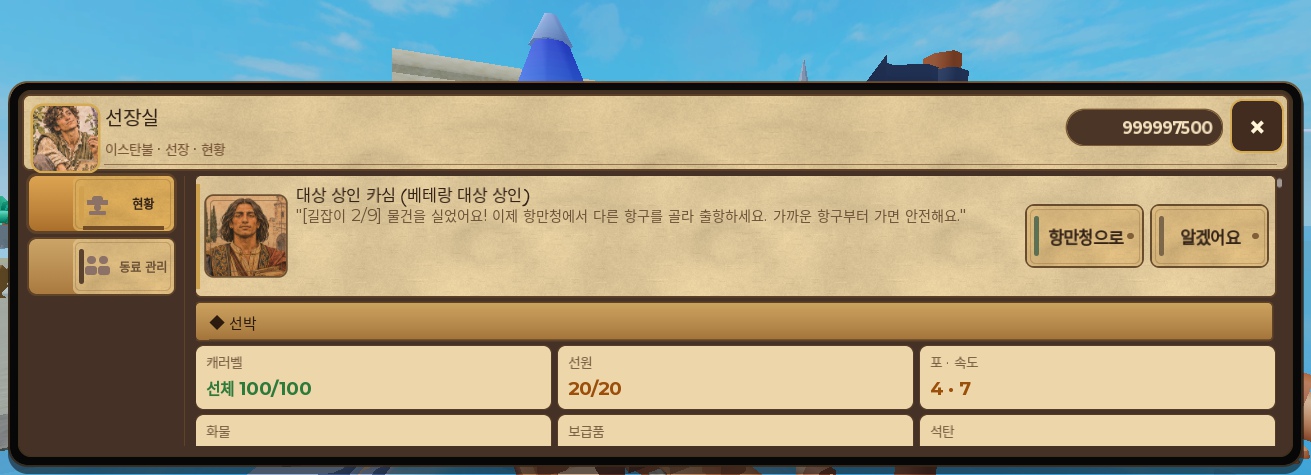 선장실
이스탄불 · 선장 · 현황
999997500
×
현황
동료 관리
대상 상인 카심 (베테랑 대상 상인)
"[길잡이 2/9] 물건을 실었어요! 이제 항만청에서 다른 항구를 골라 출항하세요. 가까운 항구부터 가면 안전해요."
항만청으로
알겠어요
◆ 선박
캐러벨
선체 100/100
선원
20/20
포 · 속도
4 · 7
화물
보급품
석탄